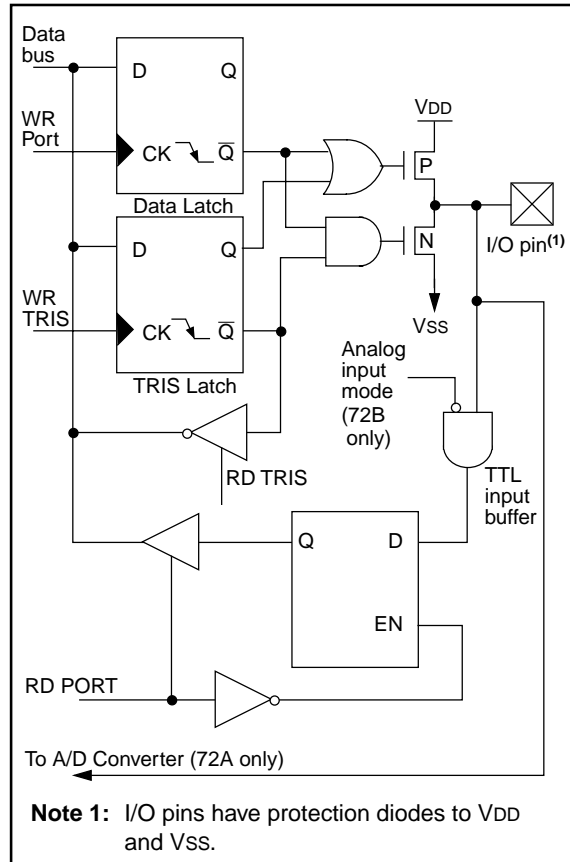 Data
bus
D
Q
VDD
WR
Port
CK
Q
P
Data Latch
N
I/O pin(1)
D
Q
WR
TRIS
CK
Q
VSS
TRIS Latch
Analog
input
mode
(72B
only)
RD TRIS
TTL
input
buffer
Q
D
EN
RD PORT
To A/D Converter (72A only)
Note 1: I/O pins have protection diodes to VDD
and VSS.